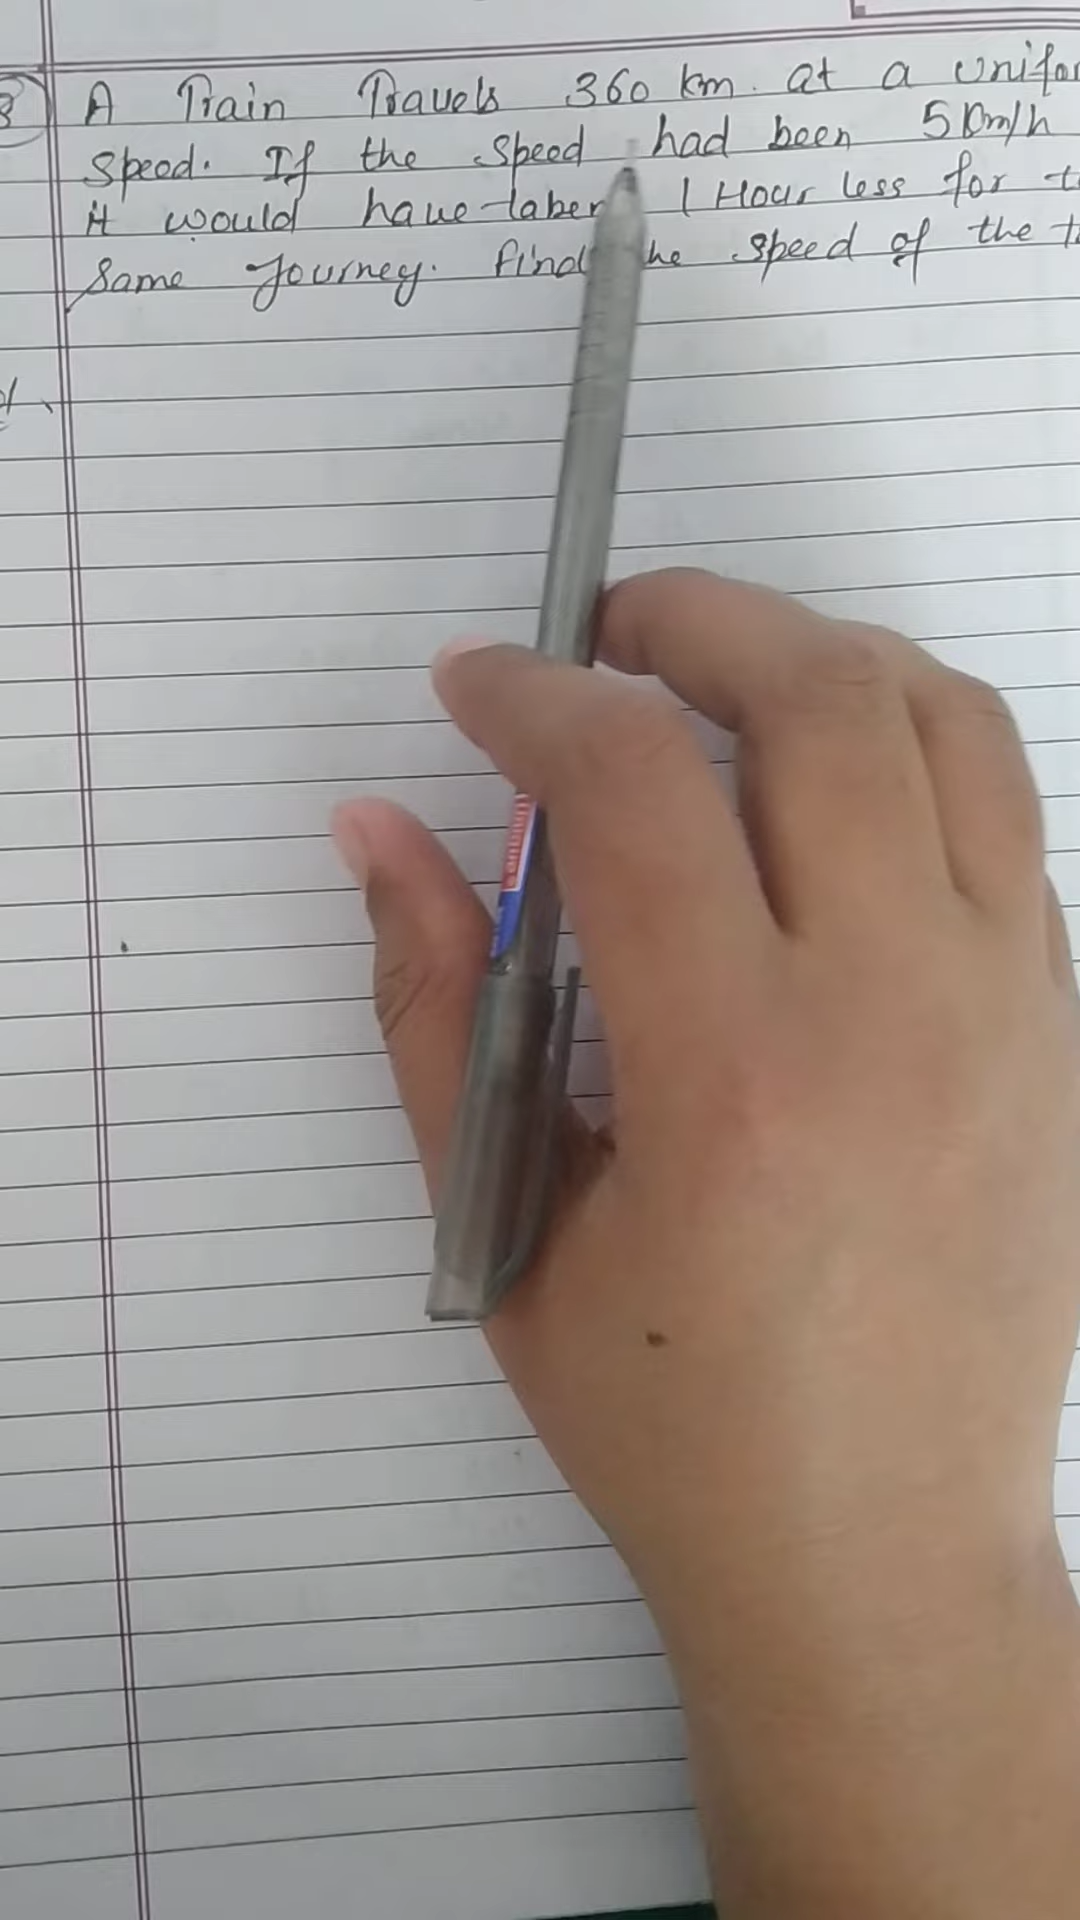 A Train Travels 360 km. at a unifor
speed. If the speed had been 5 km/h
it would have taken 1 Hour less for t
Same Journey. find the speed of the t